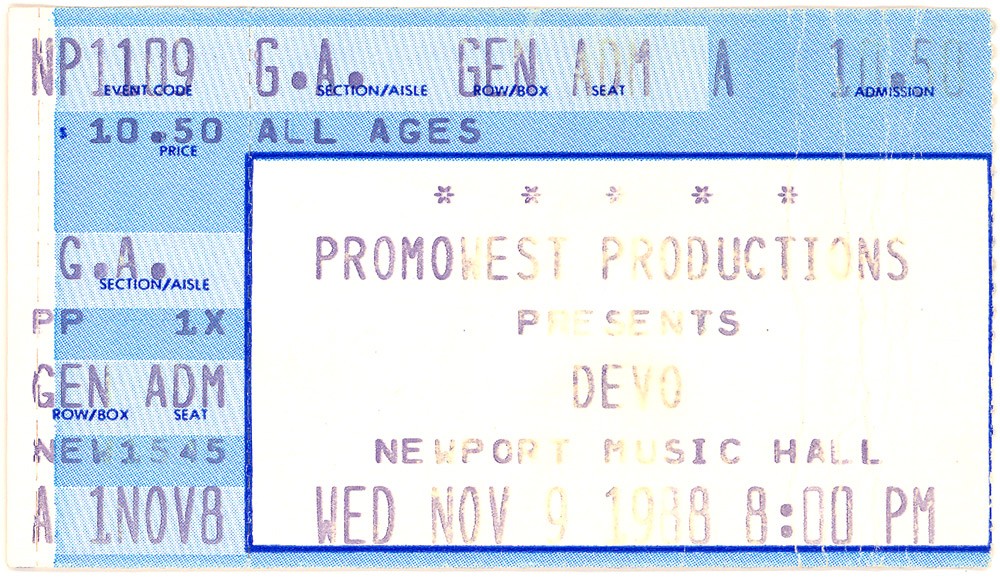 NP1109 G.A. GEN ADM A 10.50
EVENT CODE SECTION/AISLE ROW/BOX SEAT ADMISSION
$ 10.50 ALL AGES
PRICE
* * * * *
G.A. PROMOWEST PRODUCTIONS
SECTION/AISLE
PP 1X PRESENTS
GEN ADM DEVO
ROW/BOX SEAT
NEW1545 NEWPORT MUSIC HALL
A 1NOV8 WED NOV 9 1988 8:00 PM